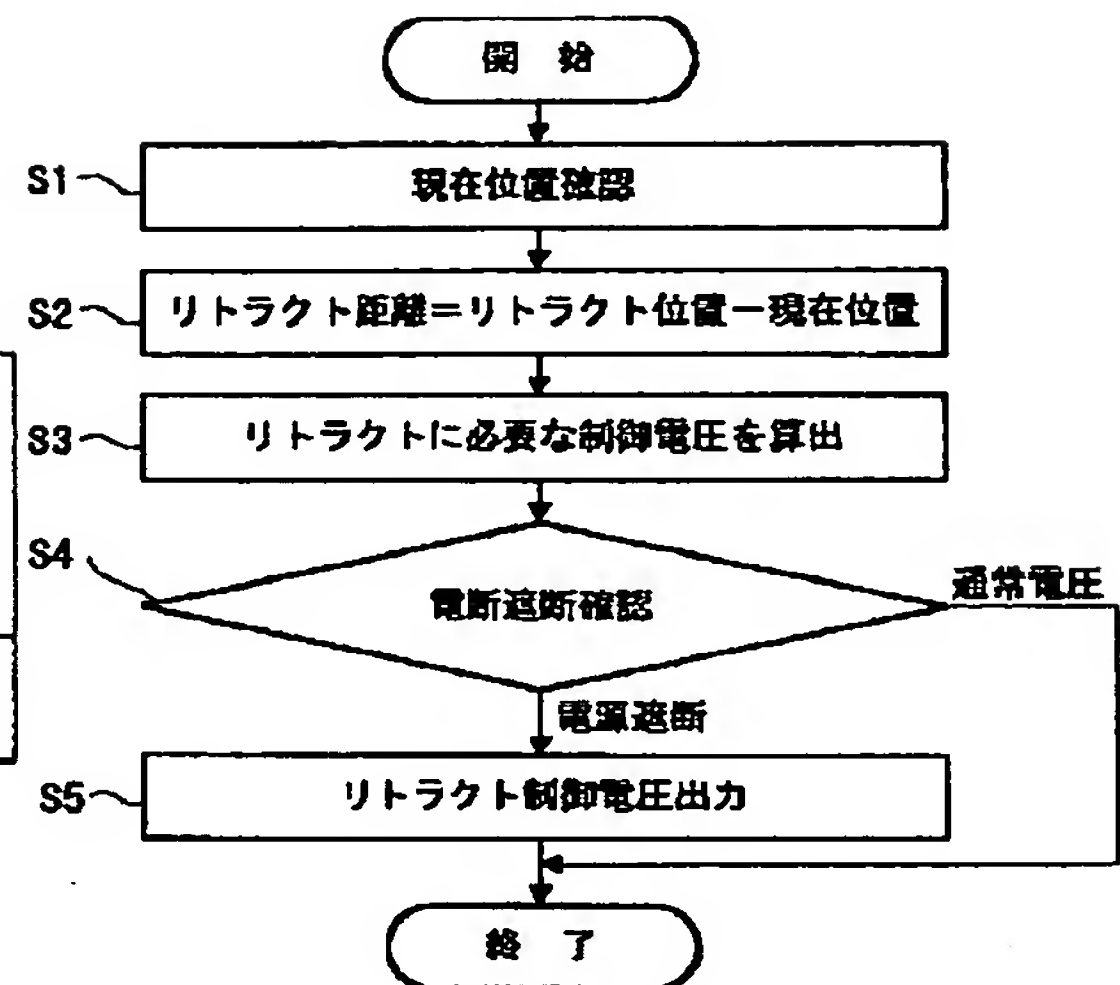 開 始
S1
現在位置確認
S2
リトラクト距離=リトラクト位置-現在位置
S3
リトラクトに必要な制御電圧を算出
S4
電断遮断確認
通常電圧
電源遮断
S5
リトラクト制御電圧出力
終 了